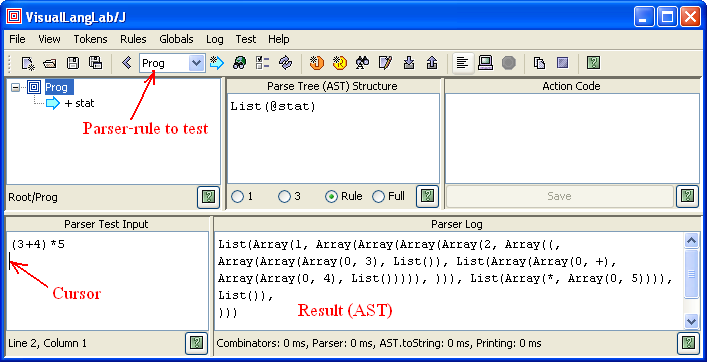 VisualLangLab/J
File View Tokens Rules Globals Log Test Help
Prog
Prog
+ stat
Parser-rule to test
Root/Prog
Parse Tree (AST) Structure
List(@stat)
1 3 Rule Full
Action Code
Save
Parser Test Input
(3+4)*5
Cursor
Line 2, Column 1
Parser Log
List(Array(1, Array(Array(Array(Array(2, Array((,
Array(Array(Array(0, 3), List()), List(Array(Array(0, +),
Array(Array(0, 4), List())))), ))), List(Array(*, Array(0, 5)))),
List()),
)))
Result (AST)
Combinators: 0 ms, Parser: 0 ms, AST.toString: 0 ms, Printing: 0 ms